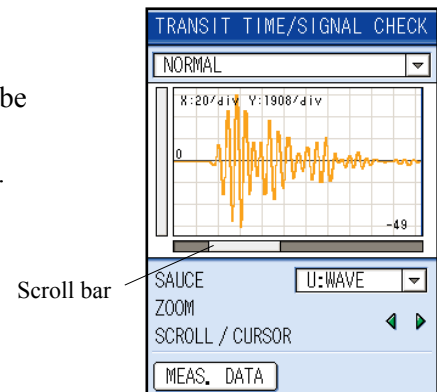 TRANSIT TIME/SIGNAL CHECK
NORMAL
be
X:20/div Y:1908/div
0
-49
Scroll bar
SAUCE U:WAVE
ZOOM
SCROLL / CURSOR
MEAS. DATA